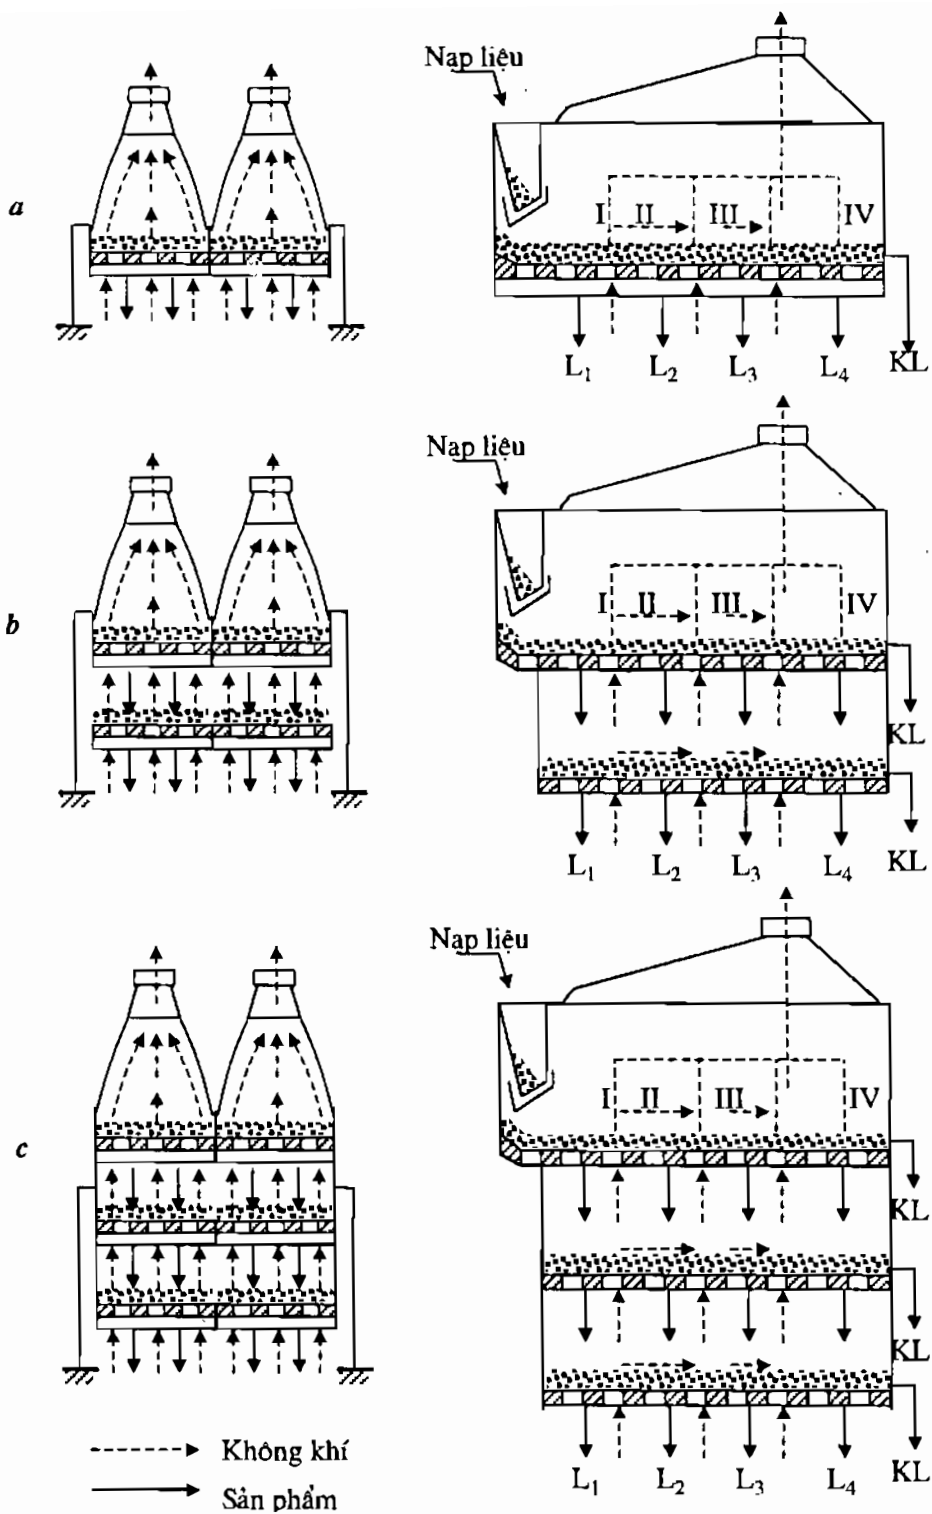 Nạp liệu
a
I II III IV
L₁ L₂ L₃ L₄ KL
Nạp liệu
b
I II III IV
KL
L₁ L₂ L₃ L₄ KL
Nạp liệu
c
I II III IV
KL
KL
L₁ L₂ L₃ L₄ KL
Không khí
Sản phẩm